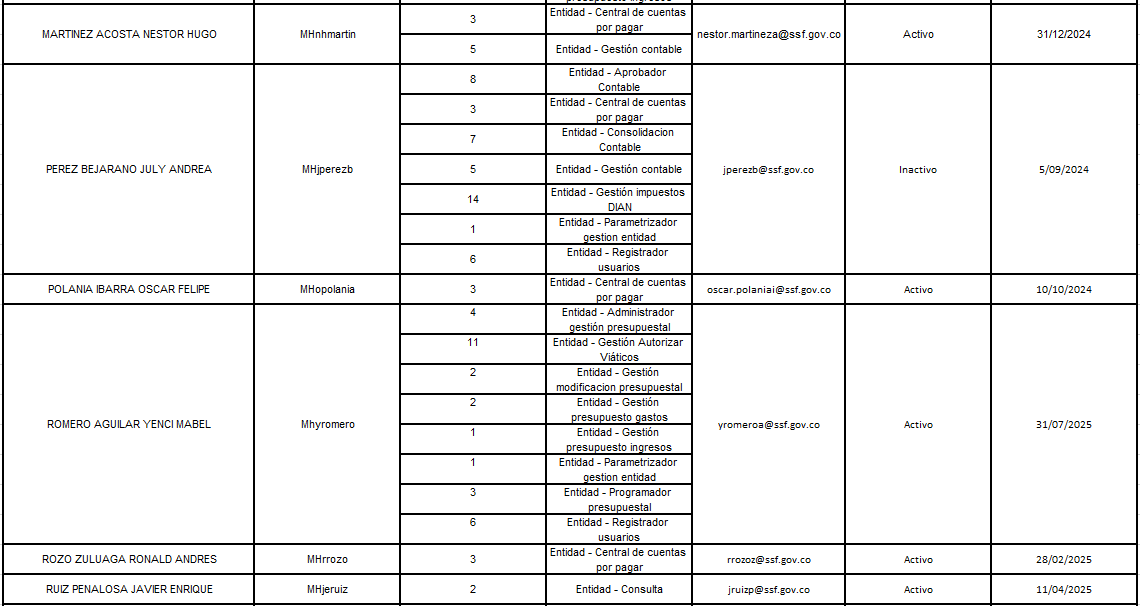 presupuesto ingresos
MARTINEZ ACOSTA NESTOR HUGO
MHnhmartin
3
Entidad - Central de cuentas
por pagar
5
Entidad - Gestión contable
nestor.martineza@ssf.gov.co
Activo
31/12/2024
PEREZ BEJARANO JULY ANDREA
MHjperezb
8
Entidad - Aprobador
Contable
3
Entidad - Central de cuentas
por pagar
7
Entidad - Consolidacion
Contable
5
Entidad - Gestión contable
14
Entidad - Gestión impuestos
DIAN
1
Entidad - Parametrizador
gestion entidad
6
Entidad - Registrador
usuarios
jperezb@ssf.gov.co
Inactivo
5/09/2024
POLANIA IBARRA OSCAR FELIPE
MHopolania
3
Entidad - Central de cuentas
por pagar
oscar.polaniai@ssf.gov.co
Activo
10/10/2024
ROMERO AGUILAR YENCI MABEL
Mhyromero
4
Entidad - Administrador
gestión presupuestal
11
Entidad - Gestión Autorizar
Viáticos
2
Entidad - Gestión
modificacion presupuestal
2
Entidad - Gestión
presupuesto gastos
1
Entidad - Gestión
presupuesto ingresos
1
Entidad - Parametrizador
gestion entidad
3
Entidad - Programador
presupuestal
6
Entidad - Registrador
usuarios
yromeroa@ssf.gov.co
Activo
31/07/2025
ROZO ZULUAGA RONALD ANDRES
MHrrozo
3
Entidad - Central de cuentas
por pagar
rrozoz@ssf.gov.co
Activo
28/02/2025
RUIZ PENALOSA JAVIER ENRIQUE
MHjeruiz
2
Entidad - Consulta
jruizp@ssf.gov.co
Activo
11/04/2025